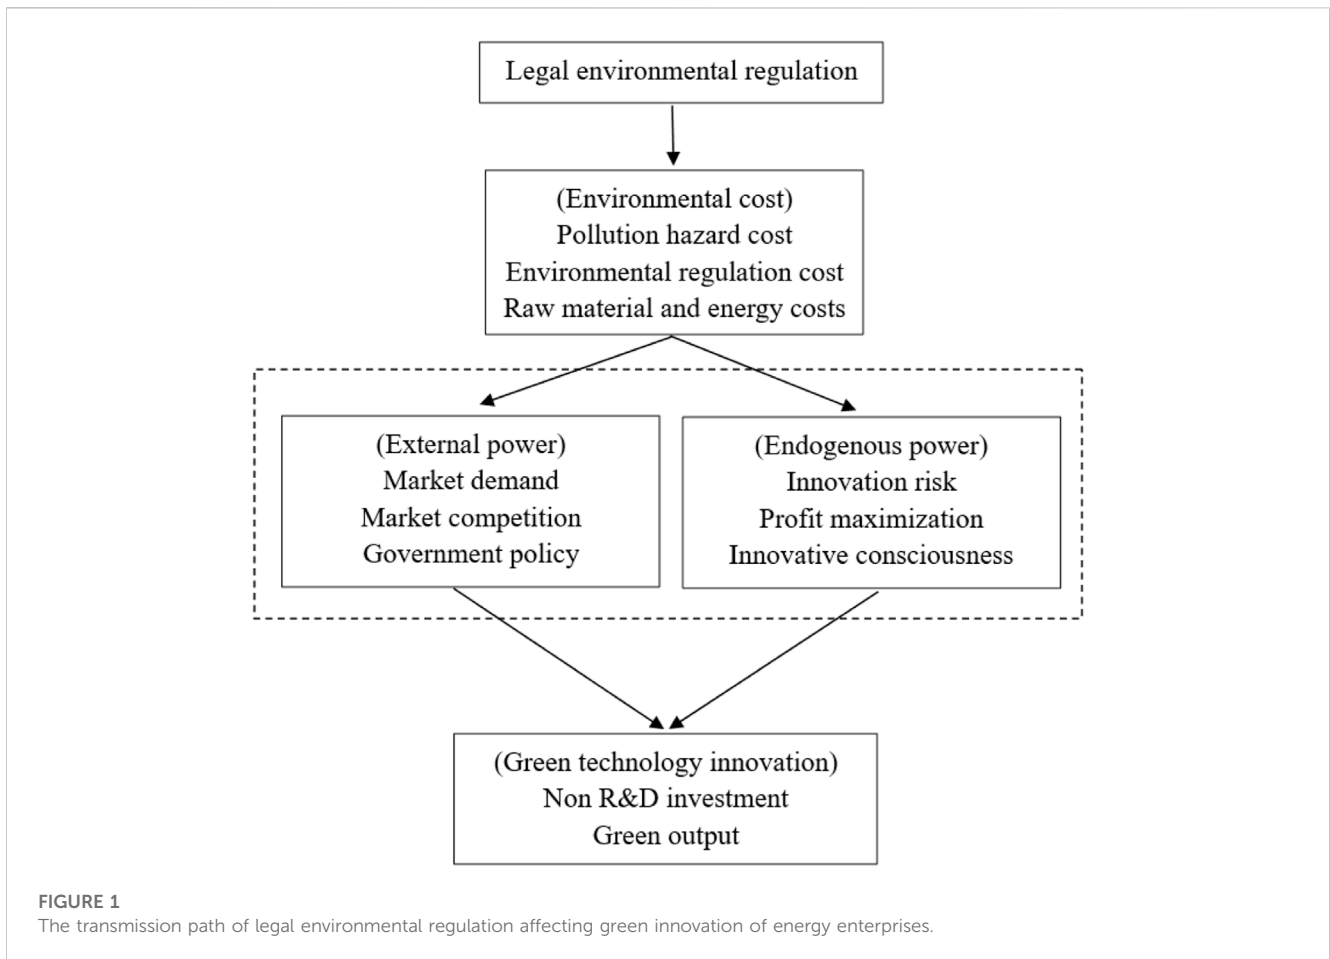 Legal environmental regulation
(Environmental cost)
Pollution hazard cost
Environmental regulation cost
Raw material and energy costs
(External power)
Market demand
Market competition
Government policy
(Endogenous power)
Innovation risk
Profit maximization
Innovative consciousness
(Green technology innovation)
Non R&D investment
Green output
FIGURE 1
The transmission path of legal environmental regulation affecting green innovation of energy enterprises.